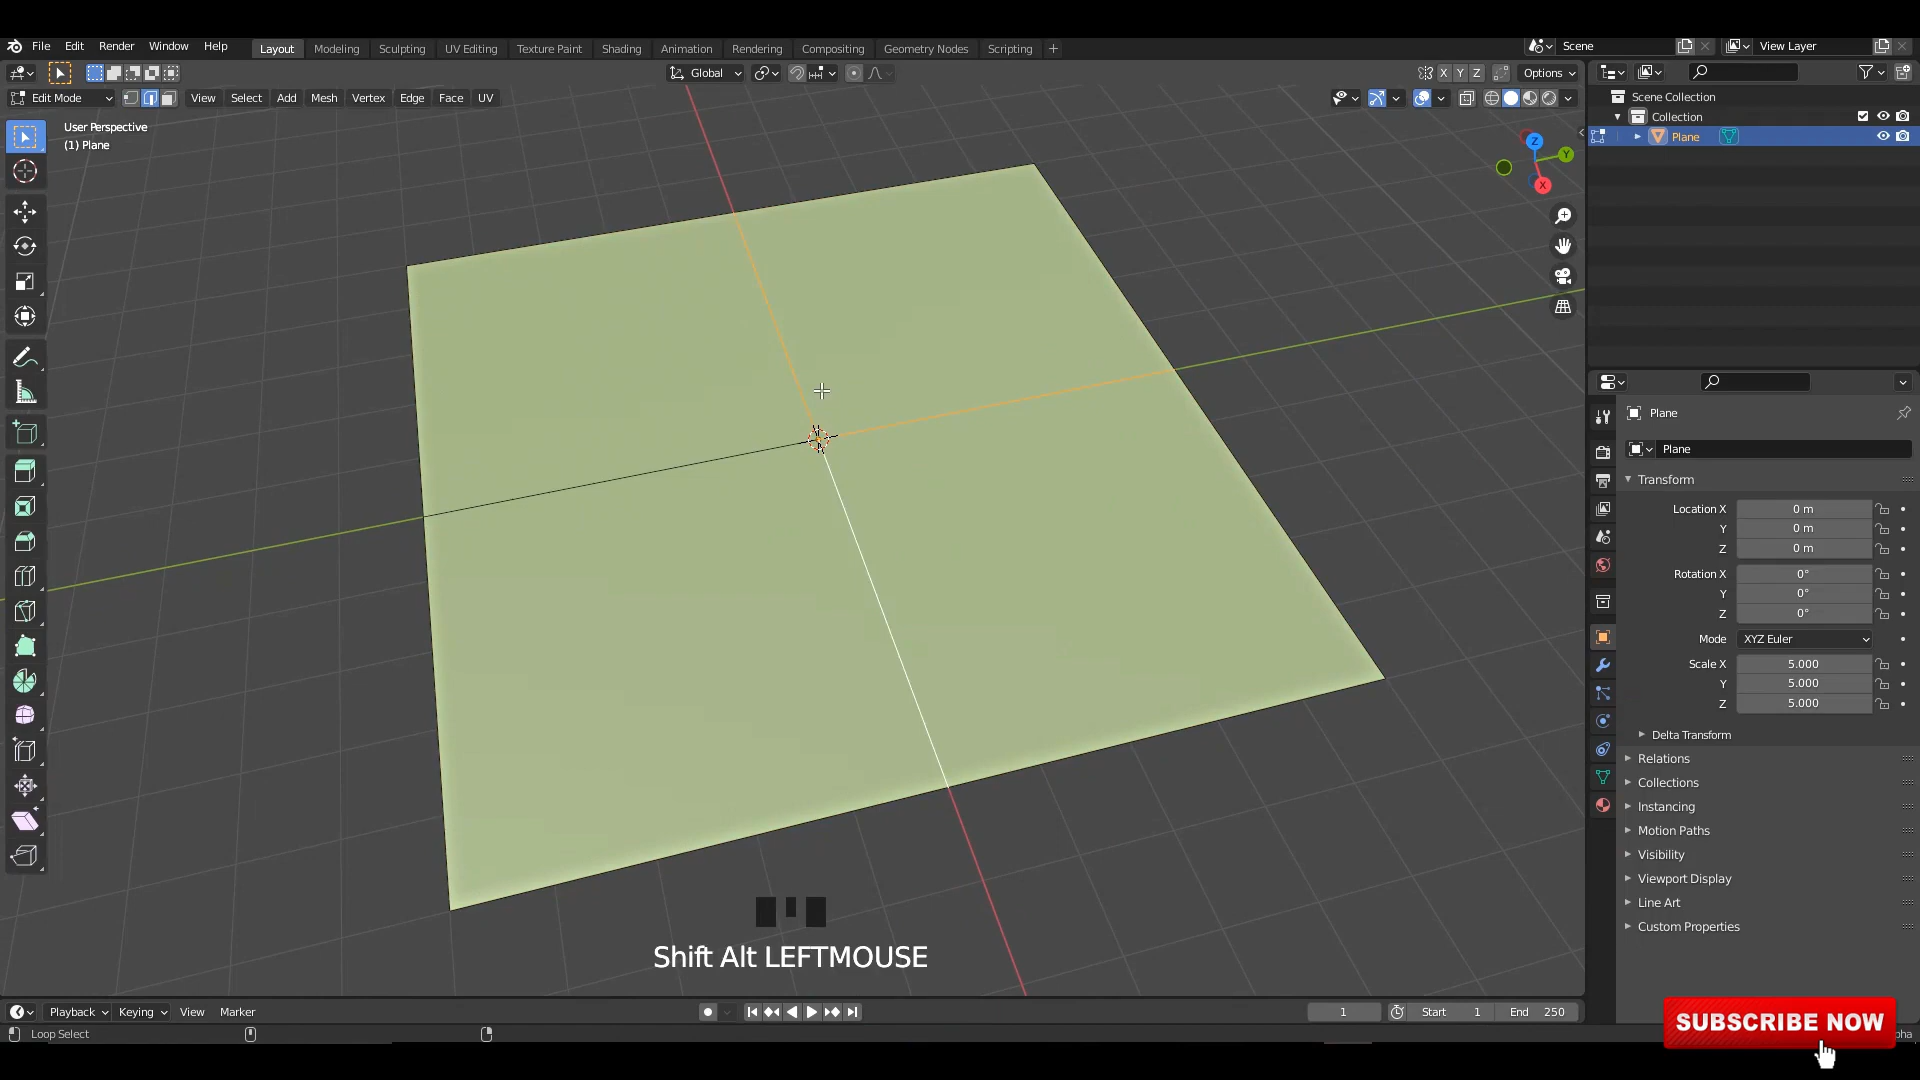 File Edit Render Window Help Layout Modeling Sculpting UV Editing Texture Paint Shading Animation Rendering Compositing Geometry Nodes Scripting + Scene View Layer
Global X Y Z Options
Edit Mode View Select Add Mesh Vertex Edge Face UV
Scene Collection
Collection
Plane
User Perspective
(1) Plane
Z
Y
X
Plane
Plane
Transform
Location X 0 m
Y 0 m
Z 0 m
Rotation X 0°
Y 0°
Z 0°
Mode XYZ Euler
Scale X 5.000
Y 5.000
Z 5.000
Delta Transform
Relations
Collections
Instancing
Motion Paths
Visibility
Viewport Display
Line Art
Custom Properties
Shift Alt LEFTMOUSE
Playback Keying View Marker 1 Start 1 End 250
Loop Select
SUBSCRIBE NOW